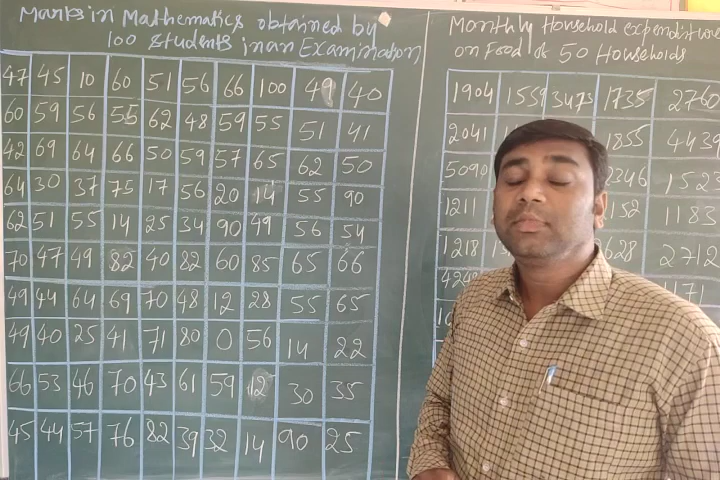 Marks in Mathematics obtained by
100 Students in an Examination
47 45 10 60 51 56 66 100 49 40
60 59 56 55 62 48 59 55 51 41
42 69 64 66 50 59 57 65 62 50
64 30 37 75 17 56 20 14 55 90
62 51 55 14 25 34 90 49 56 54
70 47 49 82 40 82 60 85 65 66
49 44 64 69 70 48 12 28 55 65
49 40 25 41 71 80 0 56 14 22
66 53 46 70 43 61 59 12 30 35
45 44 57 76 82 39 32 14 90 25
Monthly Household expenditure
on Food of 50 Households
1904 1559 3473 1735 2760
2041 1855 4439
5090 2346 1523
1211 1183
1218 2712